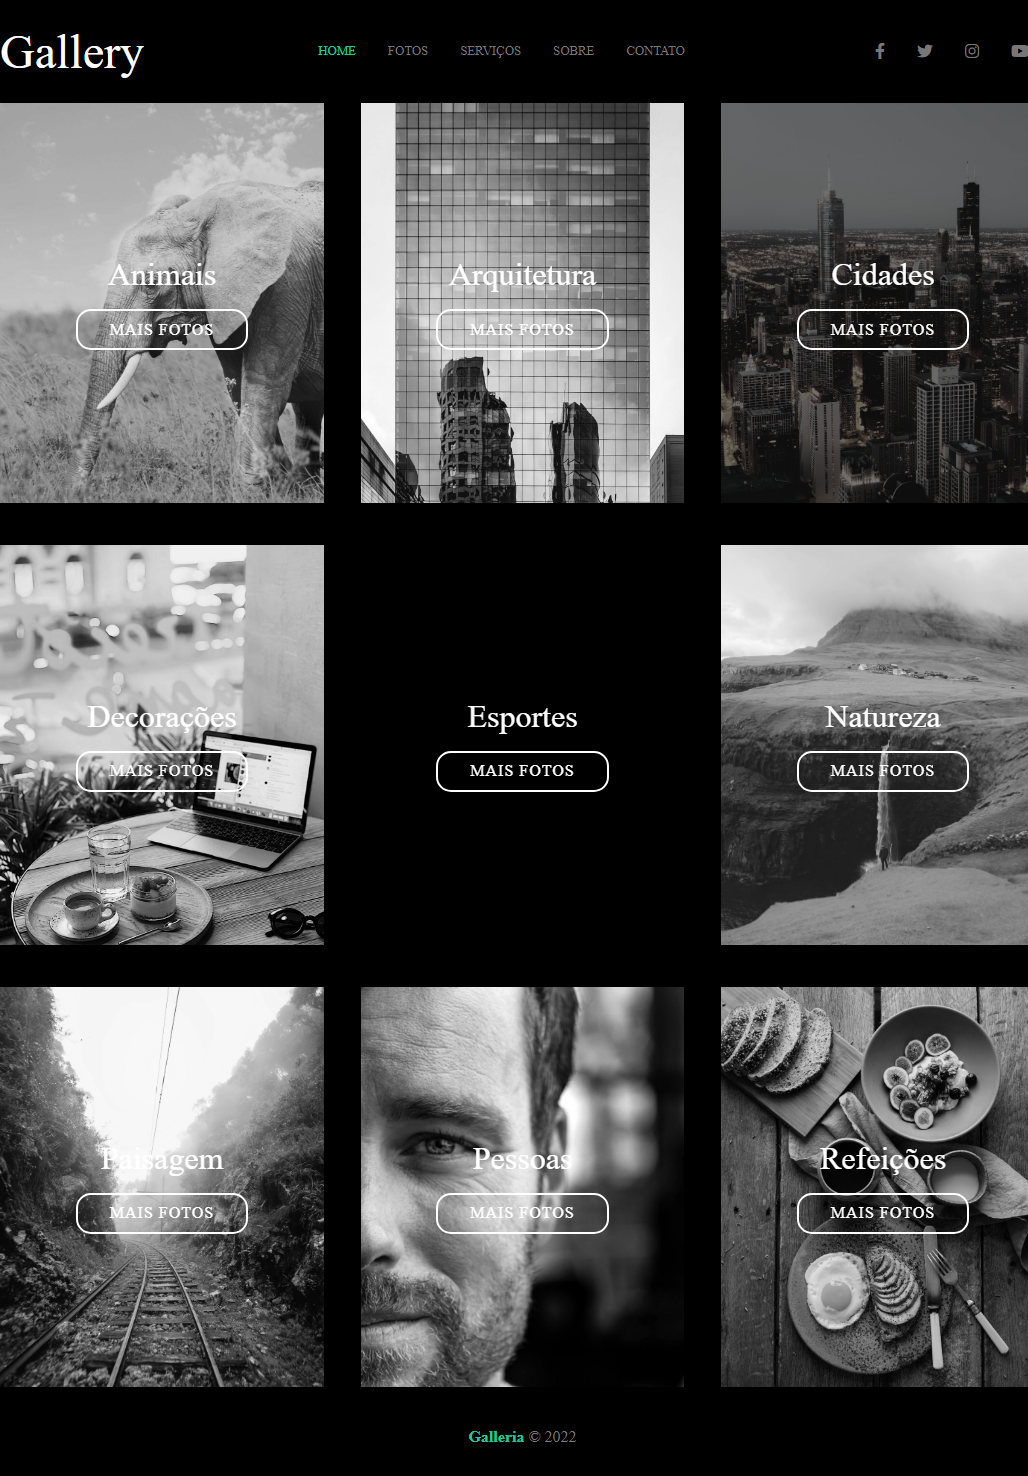 Gallery
HOME FOTOS SERVIÇOS SOBRE CONTATO
Animais
MAIS FOTOS
Arquitetura
MAIS FOTOS
Cidades
MAIS FOTOS
Decorações
MAIS FOTOS
Esportes
MAIS FOTOS
Natureza
MAIS FOTOS
Paisagem
MAIS FOTOS
Pessoas
MAIS FOTOS
Refeições
MAIS FOTOS
Galleria © 2022